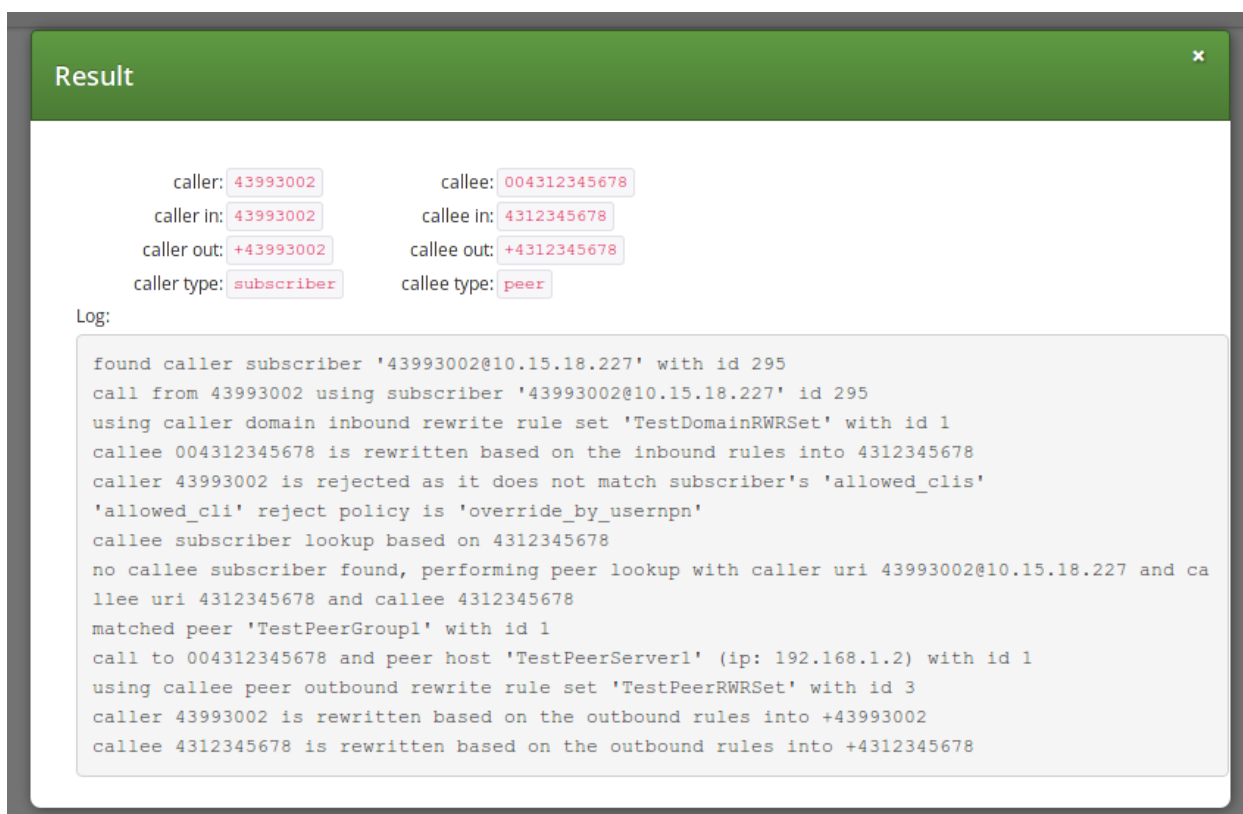 Result
×
caller: 43993002 callee: 004312345678
caller in: 43993002 callee in: 4312345678
caller out: +43993002 callee out: +4312345678
caller type: subscriber callee type: peer
Log:
found caller subscriber '43993002@10.15.18.227' with id 295
call from 43993002 using subscriber '43993002@10.15.18.227' id 295
using caller domain inbound rewrite rule set 'TestDomainRWRSet' with id 1
callee 004312345678 is rewritten based on the inbound rules into 4312345678
caller 43993002 is rejected as it does not match subscriber's 'allowed_clis'
'allowed_cli' reject policy is 'override_by_usernpn'
callee subscriber lookup based on 4312345678
no callee subscriber found, performing peer lookup with caller uri 43993002@10.15.18.227 and ca
llee uri 4312345678 and callee 4312345678
matched peer 'TestPeerGroup1' with id 1
call to 004312345678 and peer host 'TestPeerServer1' (ip: 192.168.1.2) with id 1
using callee peer outbound rewrite rule set 'TestPeerRWRSet' with id 3
caller 43993002 is rewritten based on the outbound rules into +43993002
callee 4312345678 is rewritten based on the outbound rules into +4312345678